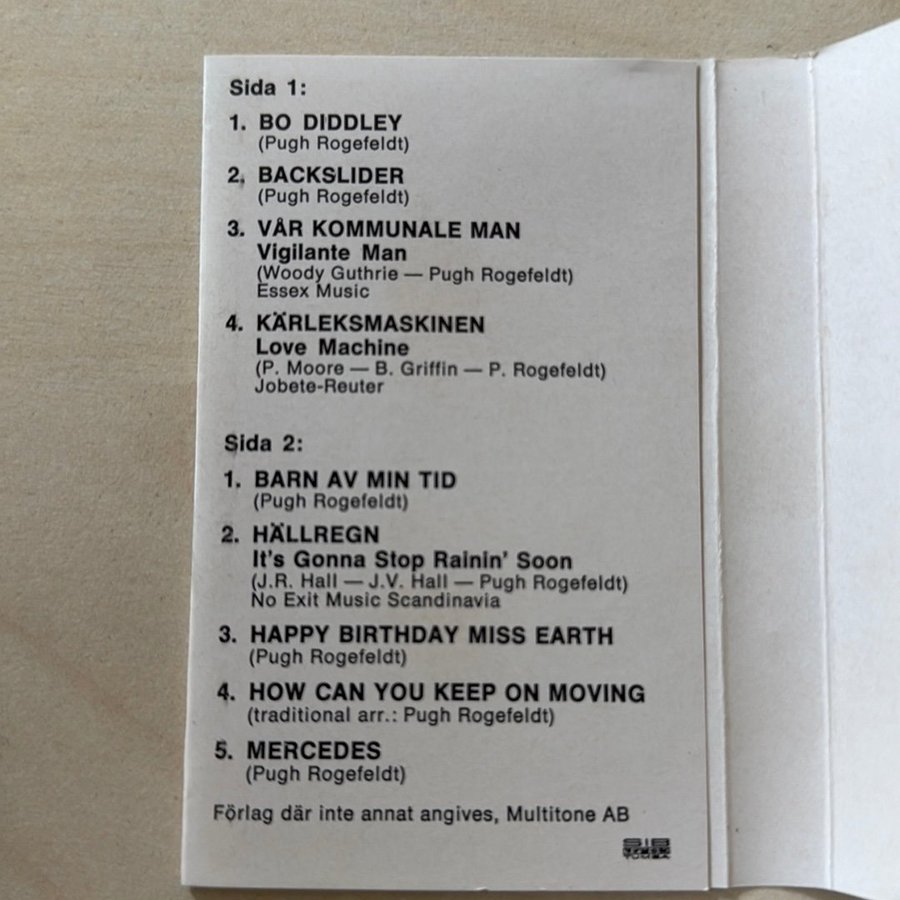 Sida 1:
1. BO DIDDLEY
(Pugh Rogefeldt)
2. BACKSLIDER
(Pugh Rogefeldt)
3. VÅR KOMMUNALE MAN
Vigilante Man
(Woody Guthrie — Pugh Rogefeldt)
Essex Music
4. KÄRLEKSMASKINEN
Love Machine
(P. Moore — B. Griffin — P. Rogefeldt)
Jobete-Reuter
Sida 2:
1. BARN AV MIN TID
(Pugh Rogefeldt)
2. HÄLLREGN
It's Gonna Stop Rainin' Soon
(J.R. Hall — J.V. Hall — Pugh Rogefeldt)
No Exit Music Scandinavia
3. HAPPY BIRTHDAY MISS EARTH
(Pugh Rogefeldt)
4. HOW CAN YOU KEEP ON MOVING
(traditional arr.: Pugh Rogefeldt)
5. MERCEDES
(Pugh Rogefeldt)
Förlag där inte annat angives, Multitone AB